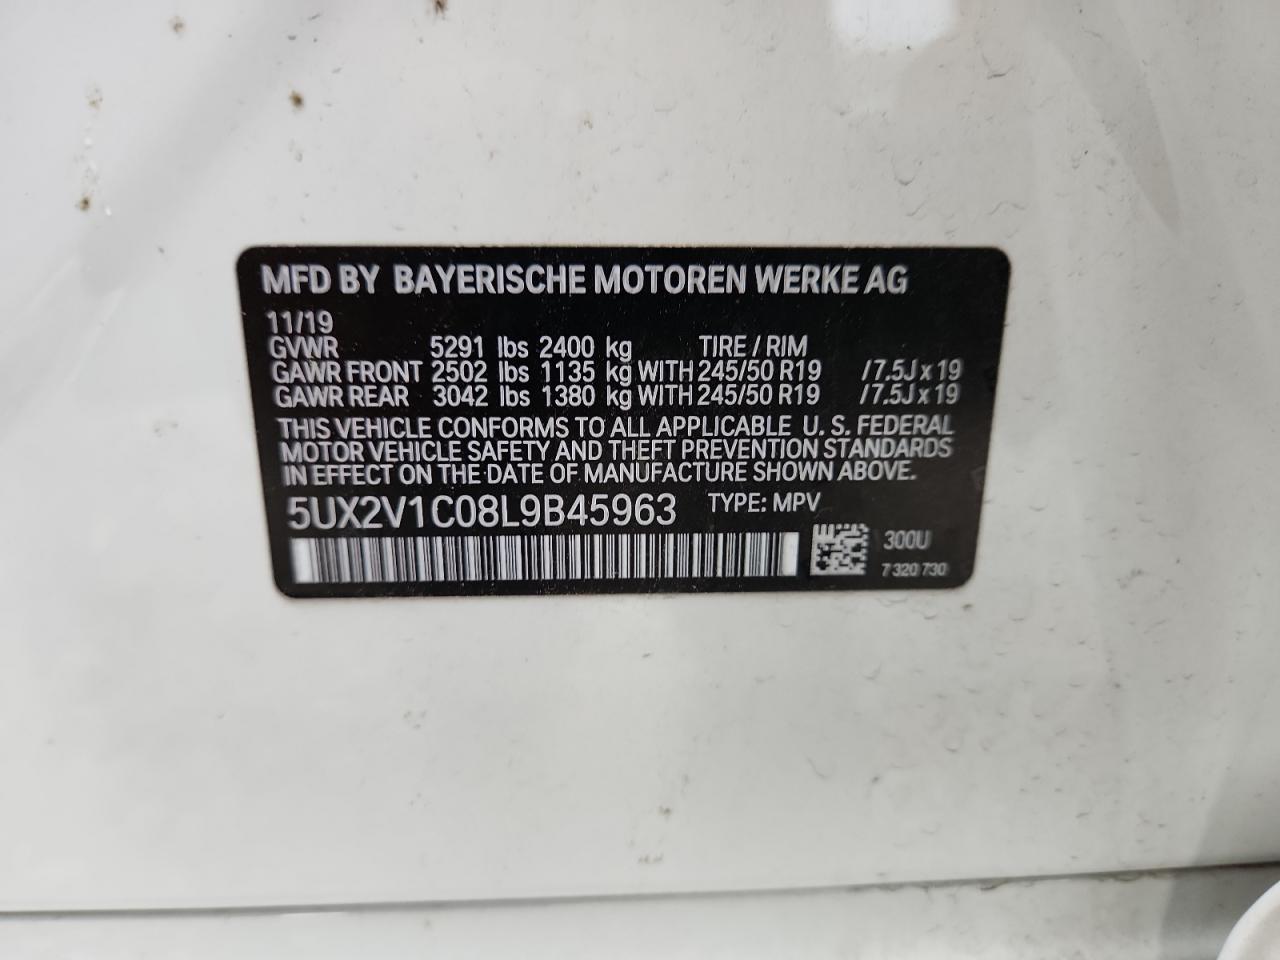 MFD BY BAYERISCHE MOTOREN WERKE AG
11/19
GVWR 5291 lbs 2400 kg TIRE / RIM
GAWR FRONT 2502 lbs 1135 kg WITH 245/50 R19 /7.5J x 19
GAWR REAR 3042 lbs 1380 kg WITH 245/50 R19 /7.5J x 19
THIS VEHICLE CONFORMS TO ALL APPLICABLE U. S. FEDERAL
MOTOR VEHICLE SAFETY AND THEFT PREVENTION STANDARDS
IN EFFECT ON THE DATE OF MANUFACTURE SHOWN ABOVE.
5UX2V1C08L9B45963 TYPE: MPV
300U
7 320 730